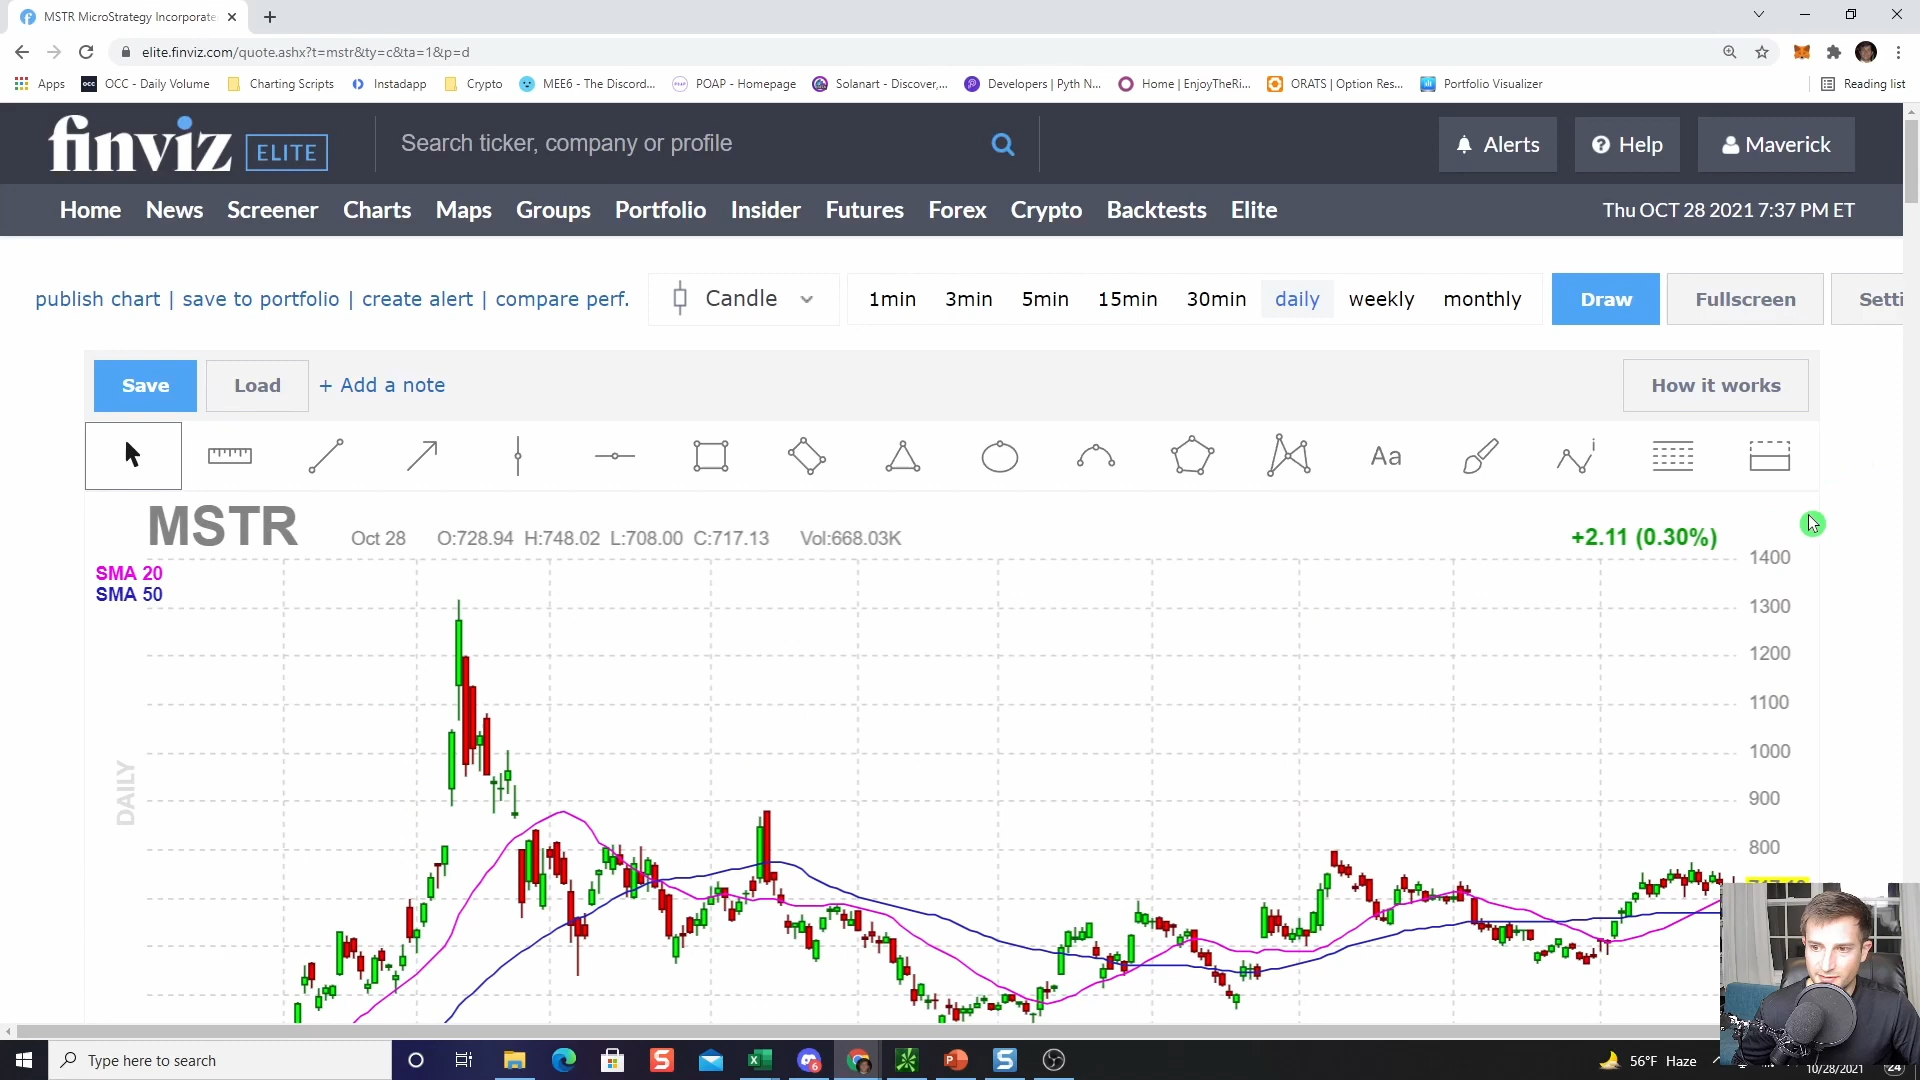 MSTR MicroStrategy Incorporate
elite.finviz.com/quote.ashx?t=mstr&ty=c&ta=1&p=d
Apps OCC - Daily Volume Charting Scripts Instadapp Crypto MEE6 - The Discord... POAP - Homepage Solanart - Discover,... Developers | Pyth N... Home | EnjoyTheRi... ORATS | Option Res... Portfolio Visualizer Reading list
finviz ELITE Search ticker, company or profile Alerts Help Maverick
Home News Screener Charts Maps Groups Portfolio Insider Futures Forex Crypto Backtests Elite Thu OCT 28 2021 7:37 PM ET
publish chart | save to portfolio | create alert | compare perf. Candle 1min 3min 5min 15min 30min daily weekly monthly Draw Fullscreen Setti
Save Load + Add a note How it works
Aa
MSTR Oct 28 O:728.94 H:748.02 L:708.00 C:717.13 Vol:668.03K +2.11 (0.30%)
1400
SMA 20
SMA 50
1300
1200
1100
1000
DAILY
900
800
Type here to search 56°F Haze
10/28/2021 24